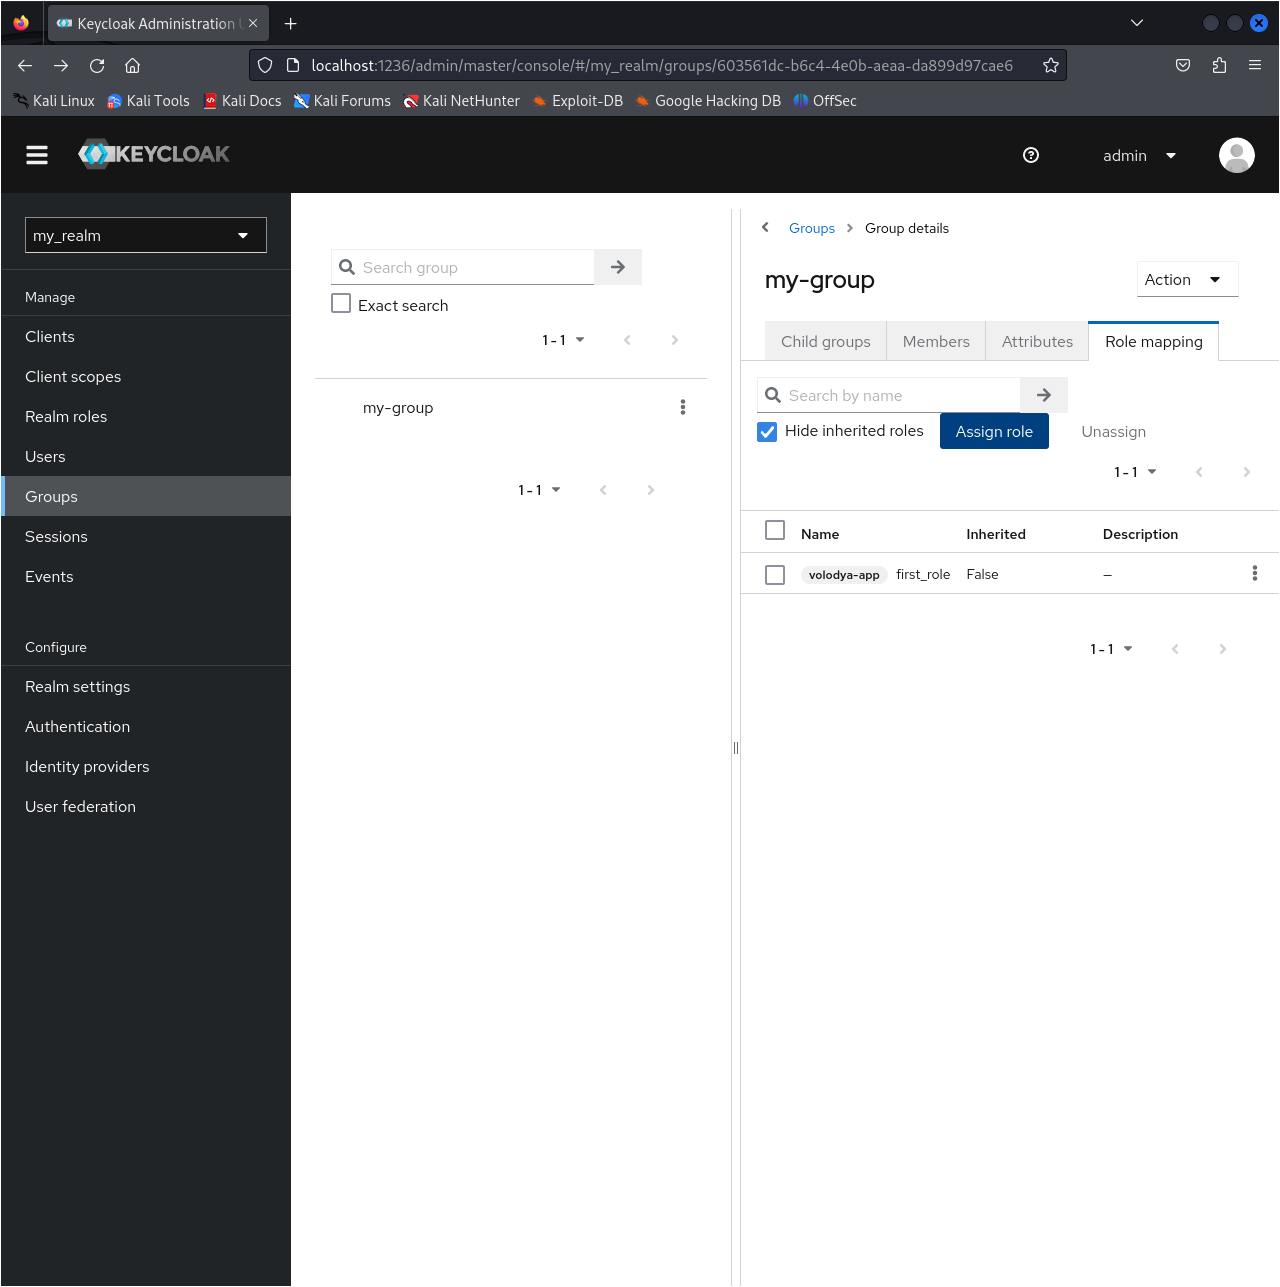 Keycloak Administration
localhost:1236/admin/master/console/#/my_realm/groups/603561dc-b6c4-4e0b-aeaa-da899d97cae6
Kali Linux Kali Tools Kali Docs Kali Forums Kali NetHunter Exploit-DB Google Hacking DB OffSec
KEYCLOAK
admin
my_realm
Manage
Clients
Client scopes
Realm roles
Users
Groups
Sessions
Events
Configure
Realm settings
Authentication
Identity providers
User federation
Search group
Exact search
1 - 1
my-group
1 - 1
Groups Group details
my-group
Action
Child groups Members Attributes Role mapping
Search by name
Hide inherited roles Assign role Unassign
1 - 1
Name Inherited Description
volodya-app first_role False –
1 - 1